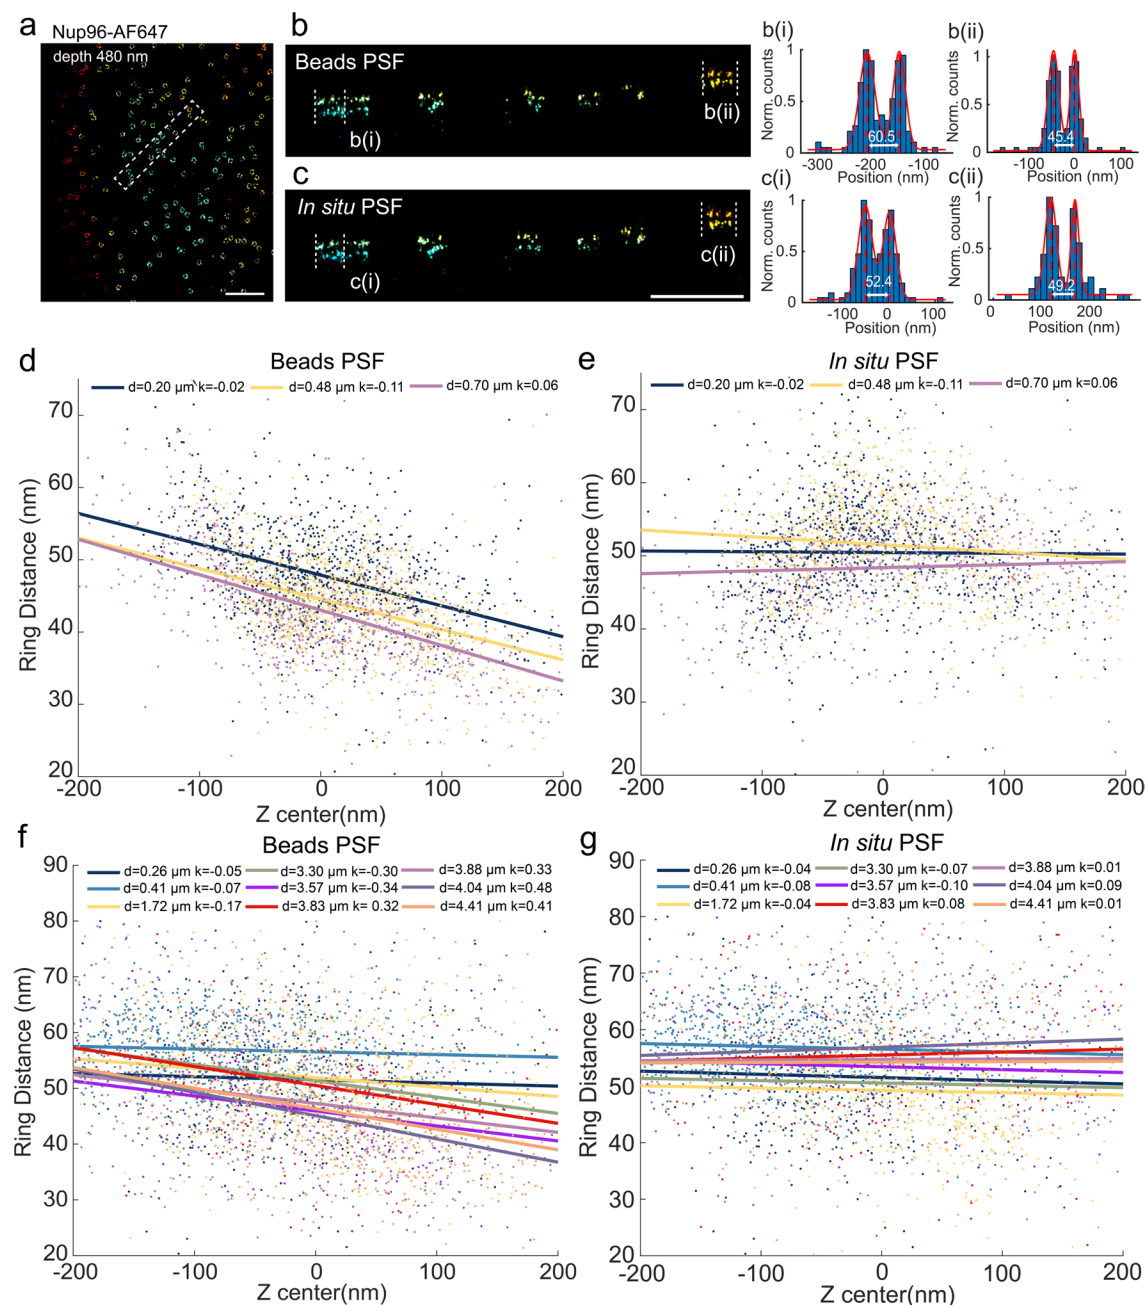 a
Nup96-AF647
depth 480 nm
b
Beads PSF
b(i)
b(ii)
c
In situ PSF
c(i)
c(ii)
b(i)
Norm. counts
1
0.5
0
60.5
-300 -200 -100
Position (nm)
b(ii)
Norm. counts
1
0.5
0
45.4
-100 0 100
Position (nm)
c(i)
Norm. counts
1
0.5
0
52.4
-100 0 100
Position (nm)
c(ii)
Norm. counts
1
0.5
0
49.2
0 100 200
Position (nm)
d
Beads PSF
d=0.20 μm k=-0.02 d=0.48 μm k=-0.11 d=0.70 μm k=0.06
Ring Distance (nm)
70
60
50
40
30
20
-200 -100 0 100 200
Z center(nm)
e
In situ PSF
d=0.20 μm k=-0.02 d=0.48 μm k=-0.11 d=0.70 μm k=0.06
Ring Distance (nm)
70
60
50
40
30
20
-200 -100 0 100 200
Z center(nm)
f
Beads PSF
d=0.26 μm k=-0.05 d=3.30 μm k=-0.30 d=3.88 μm k=0.33
d=0.41 μm k=-0.07 d=3.57 μm k=-0.34 d=4.04 μm k=0.48
d=1.72 μm k=-0.17 d=3.83 μm k= 0.32 d=4.41 μm k=0.41
Ring Distance (nm)
90
80
70
60
50
40
30
20
-200 -100 0 100 200
Z center(nm)
g
In situ PSF
d=0.26 μm k=-0.04 d=3.30 μm k=-0.07 d=3.88 μm k=0.01
d=0.41 μm k=-0.08 d=3.57 μm k=-0.10 d=4.04 μm k=0.09
d=1.72 μm k=-0.04 d=3.83 μm k=0.08 d=4.41 μm k=0.01
Ring Distance (nm)
90
80
70
60
50
40
30
20
-200 -100 0 100 200
Z center(nm)